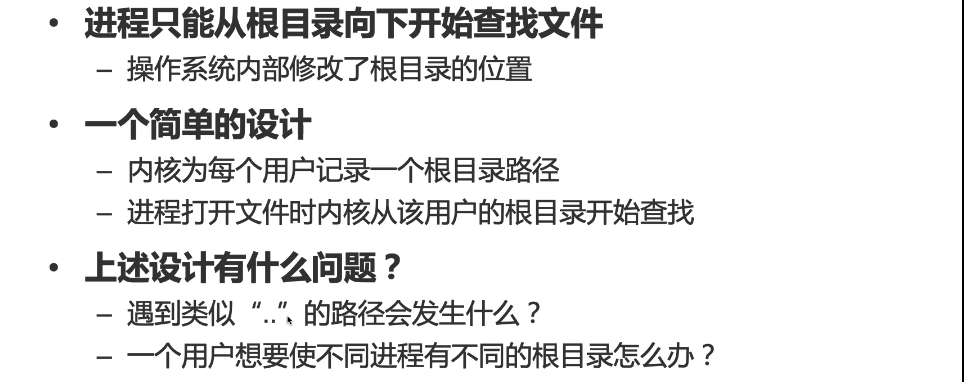 • 进程只能从根目录向下开始查找文件
– 操作系统内部修改了根目录的位置
• 一个简单的设计
– 内核为每个用户记录一个根目录路径
– 进程打开文件时内核从该用户的根目录开始查找
• 上述设计有什么问题？
– 遇到类似“..”的路径会发生什么？
– 一个用户想要使不同进程有不同的根目录怎么办？